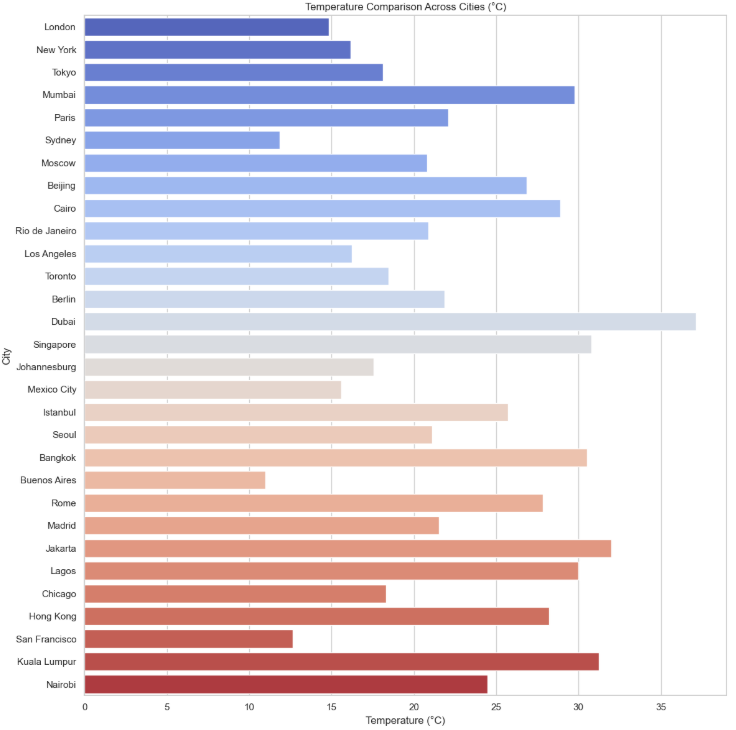 Temperature Comparison Across Cities (°C)
London
New York
Tokyo
Mumbai
Paris
Sydney
Moscow
Beijing
Cairo
Rio de Janeiro
Los Angeles
Toronto
Berlin
Dubai
Singapore
Johannesburg
Mexico City
Istanbul
Seoul
Bangkok
Buenos Aires
Rome
Madrid
Jakarta
Lagos
Chicago
Hong Kong
San Francisco
Kuala Lumpur
Nairobi
City
0 5 10 15 20 25 30 35
Temperature (°C)